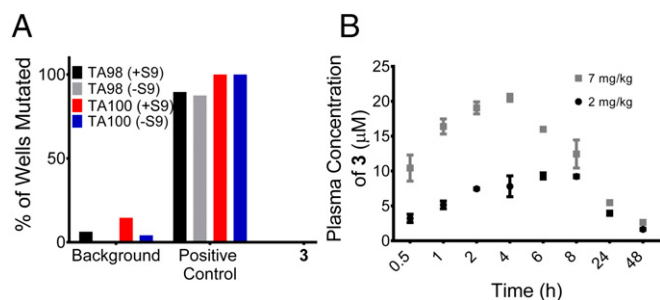 A
% of Wells Mutated
100
50
0
TA98 (+S9)
TA98 (-S9)
TA100 (+S9)
TA100 (-S9)
Background
Positive
Control
3
B
Plasma Concentration
of 3 (μM)
25
20
15
10
5
0
7 mg/kg
2 mg/kg
0.5
1
2
4
6
8
24
48
Time (h)